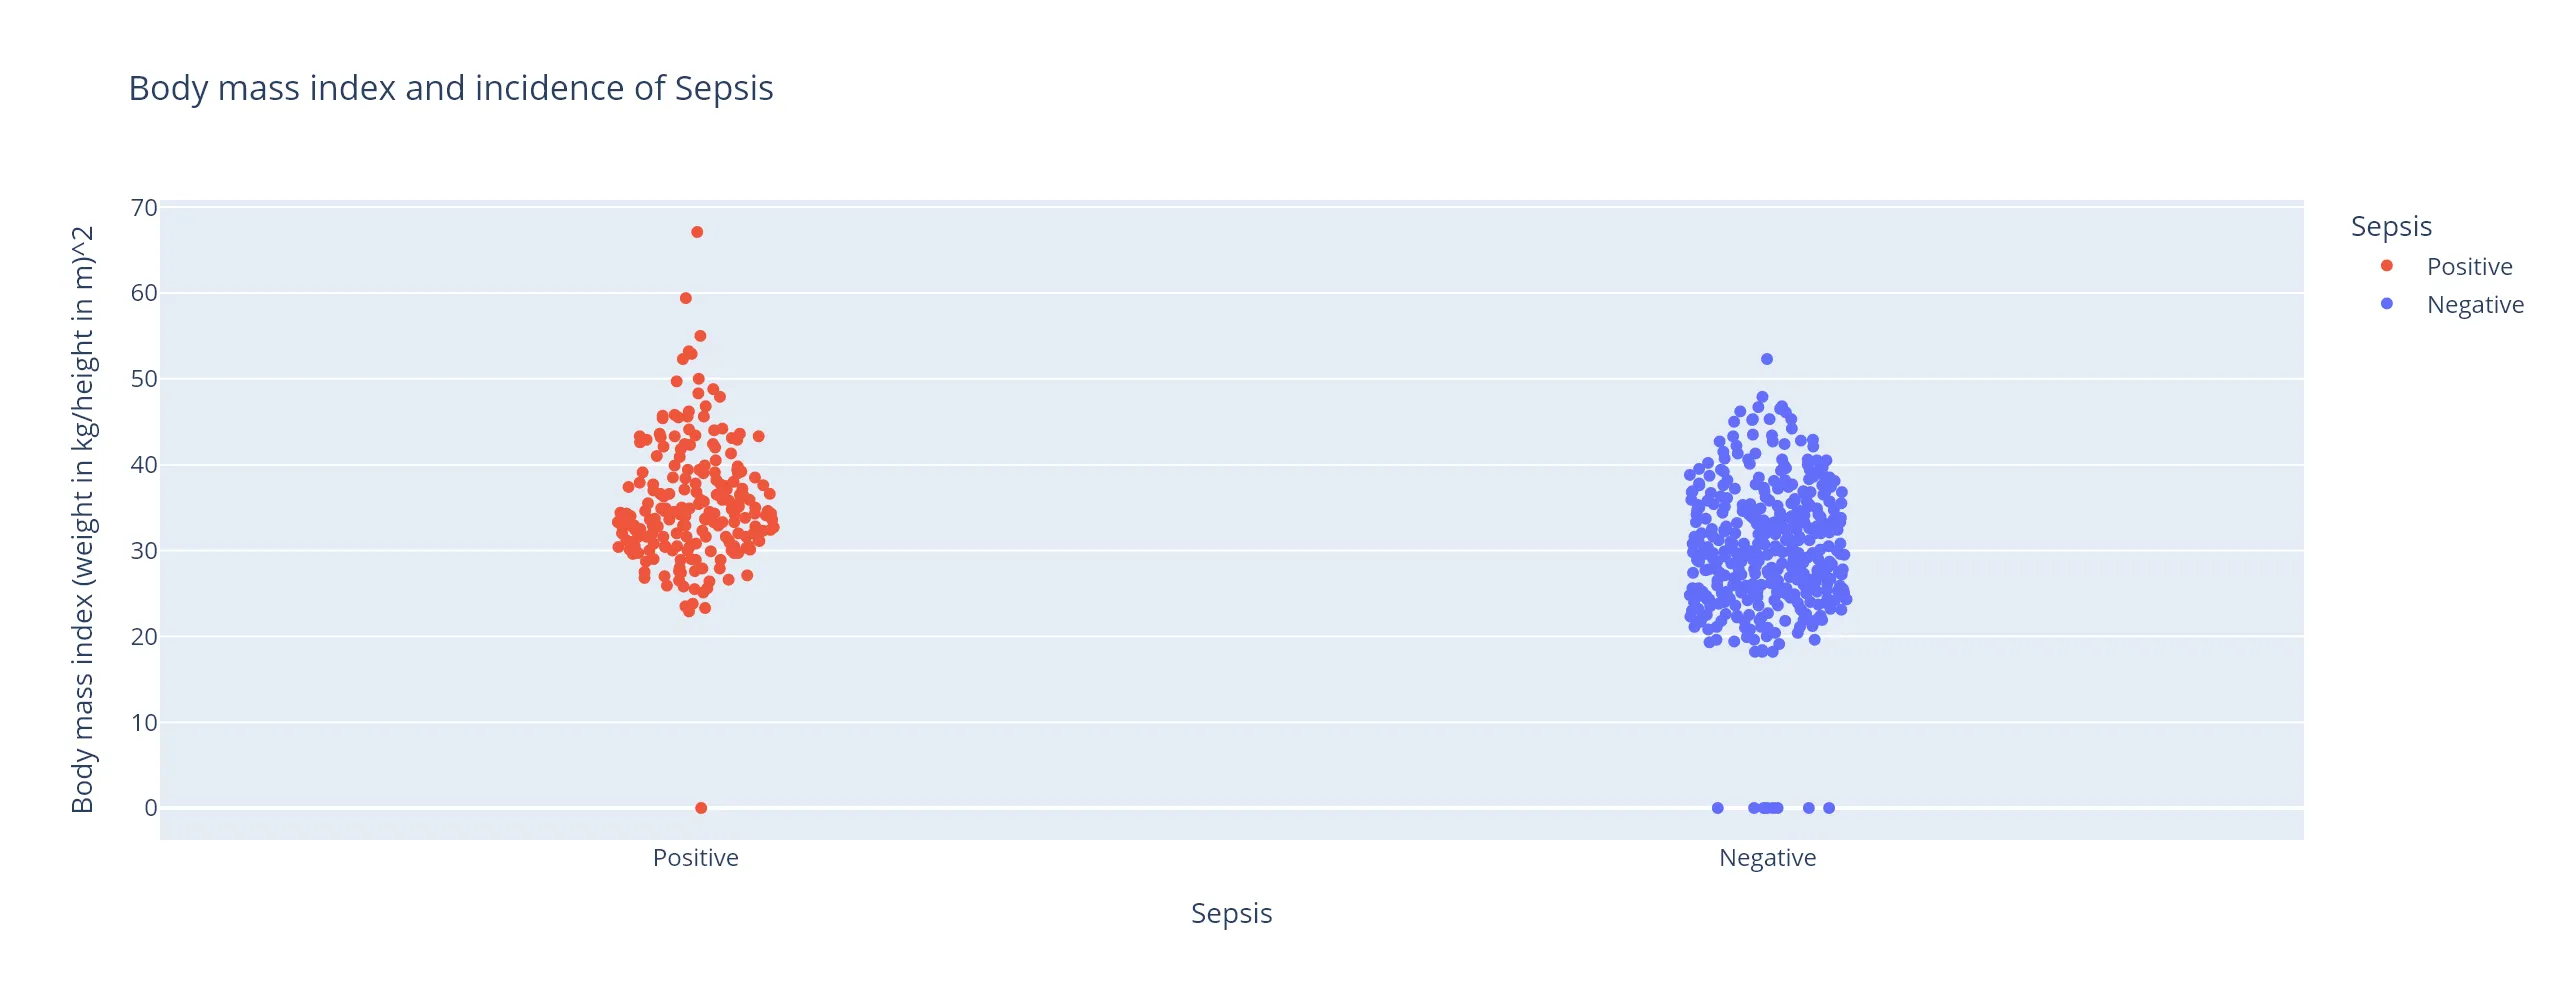 Body mass index and incidence of Sepsis
Body mass index (weight in kg/height in m)^2
70
60
50
40
30
20
10
0
Positive
Negative
Sepsis
Sepsis
Positive
Negative